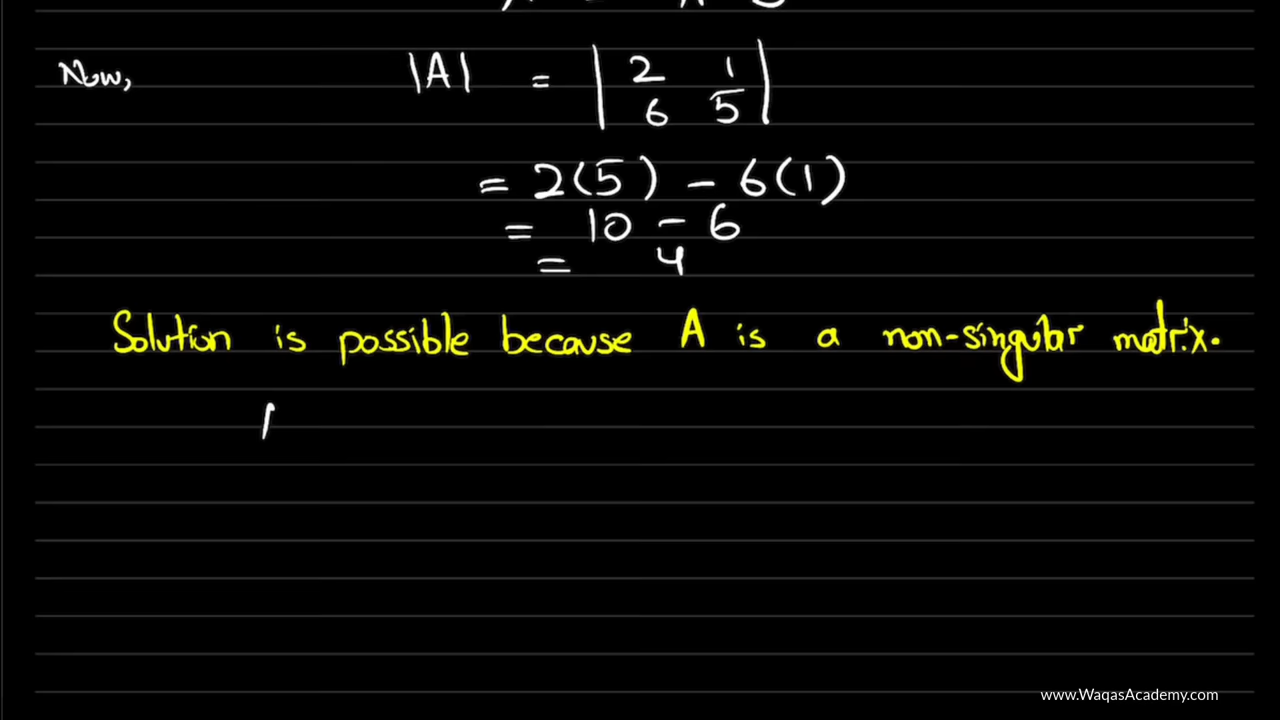 Now, |A| = | 2 1 |
| 6 5 |
= 2(5) - 6(1)
= 10 - 6
= 4
Solution is possible because A is a non-singular matrix.
www.WaqasAcademy.com